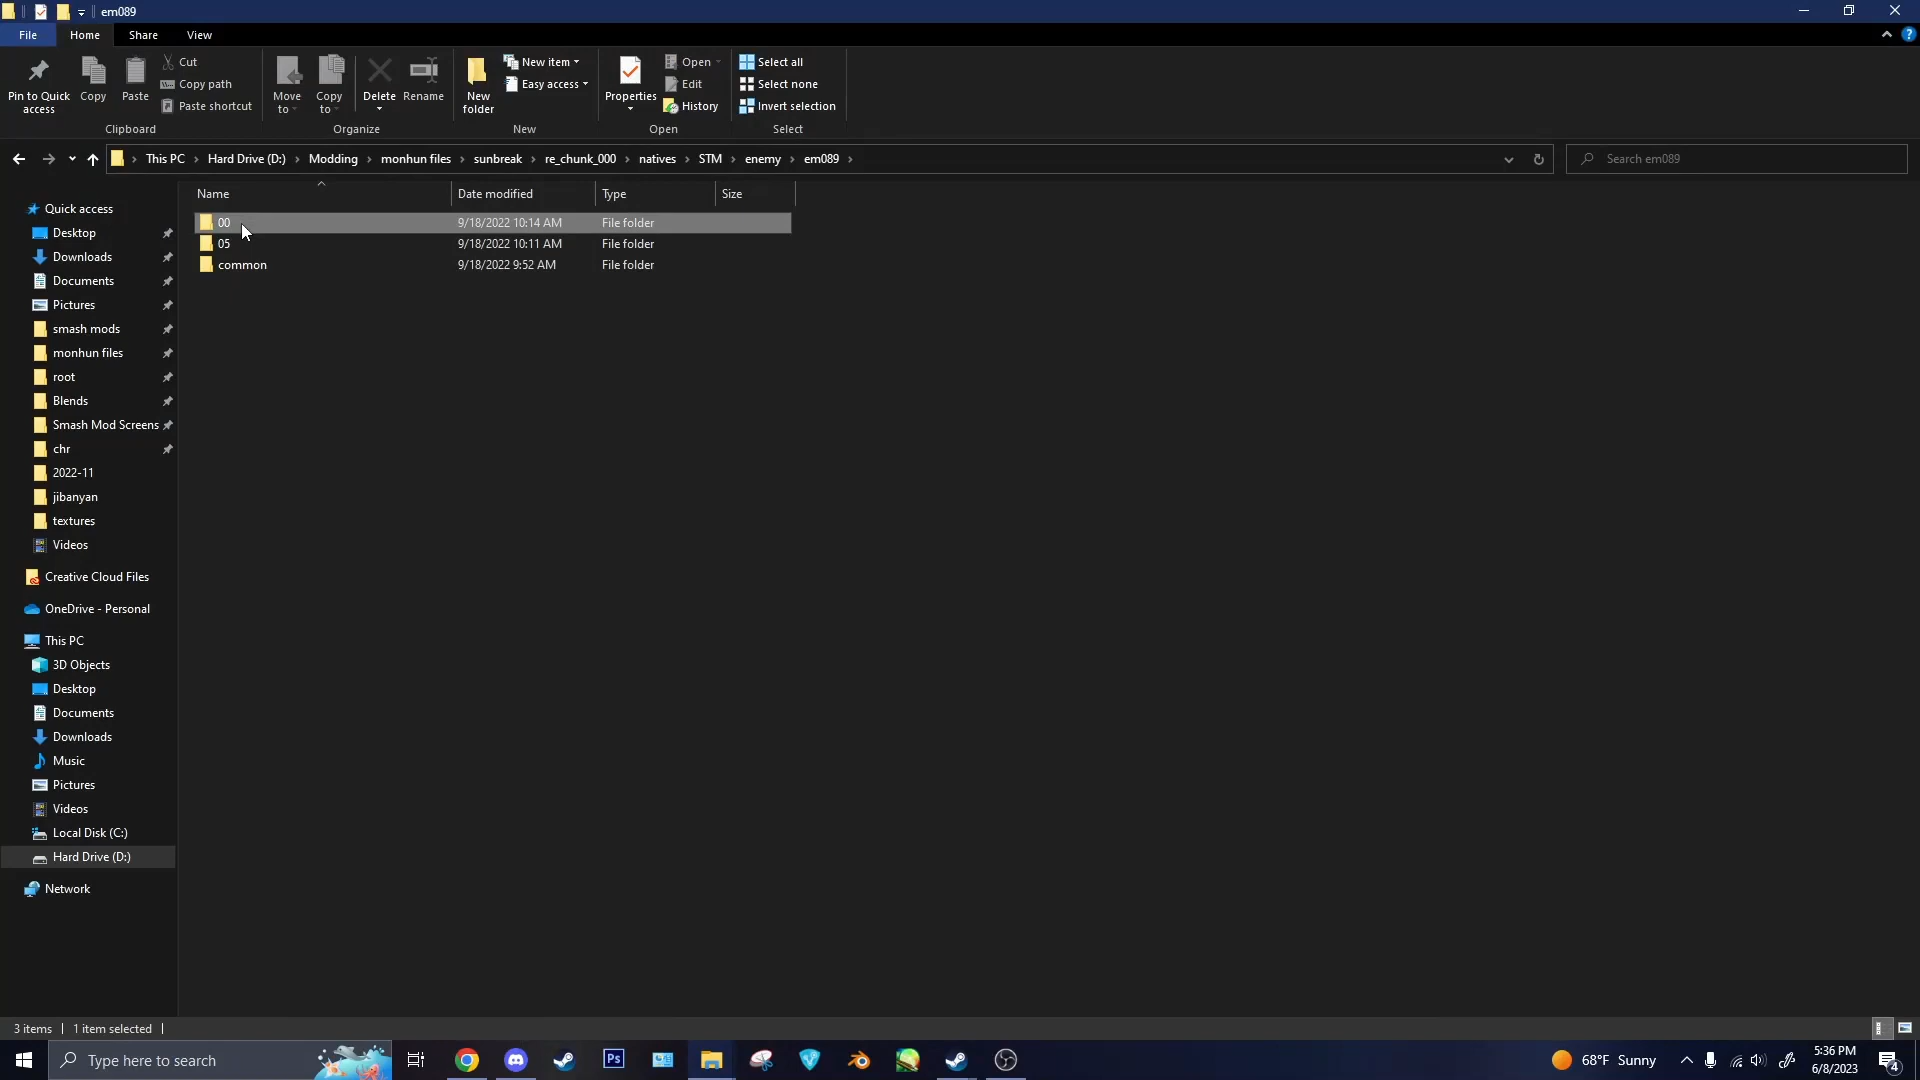 em089
File
Home
Share
View
Pin to Quick
access
Copy
Paste
Cut
Copy path
Paste shortcut
Clipboard
Move
to
Copy
to
Delete
Rename
Organize
New
folder
New item
Easy access
New
Properties
Open
Edit
History
Open
Select all
Select none
Invert selection
Select
This PC > Hard Drive (D:) > Modding > monhun files > sunbreak > re_chunk_000 > natives > STM > enemy > em089 >
Search em089
Name Date modified Type Size
00 9/18/2022 10:14 AM File folder
05 9/18/2022 10:11 AM File folder
common 9/18/2022 9:52 AM File folder
Quick access
Desktop
Downloads
Documents
Pictures
smash mods
monhun files
root
Blends
Smash Mod Screens
chr
2022-11
jibanyan
textures
Videos
Creative Cloud Files
OneDrive - Personal
This PC
3D Objects
Desktop
Documents
Downloads
Music
Pictures
Videos
Local Disk (C:)
Hard Drive (D:)
Network
3 items | 1 item selected |
Type here to search
Ps
68°F Sunny
5:36 PM
6/8/2023
4